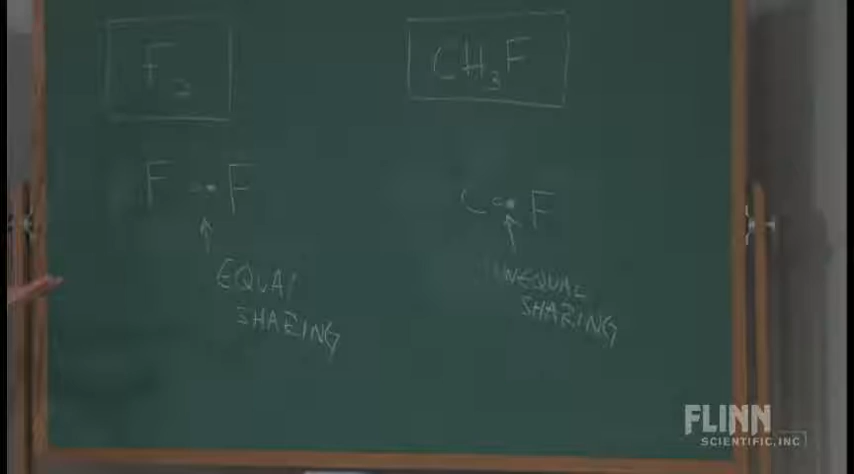 F₂
CH₃F
F F
C F
EQUAL
SHARING
UNEQUAL
SHARING
FLINN
SCIENTIFIC, INC